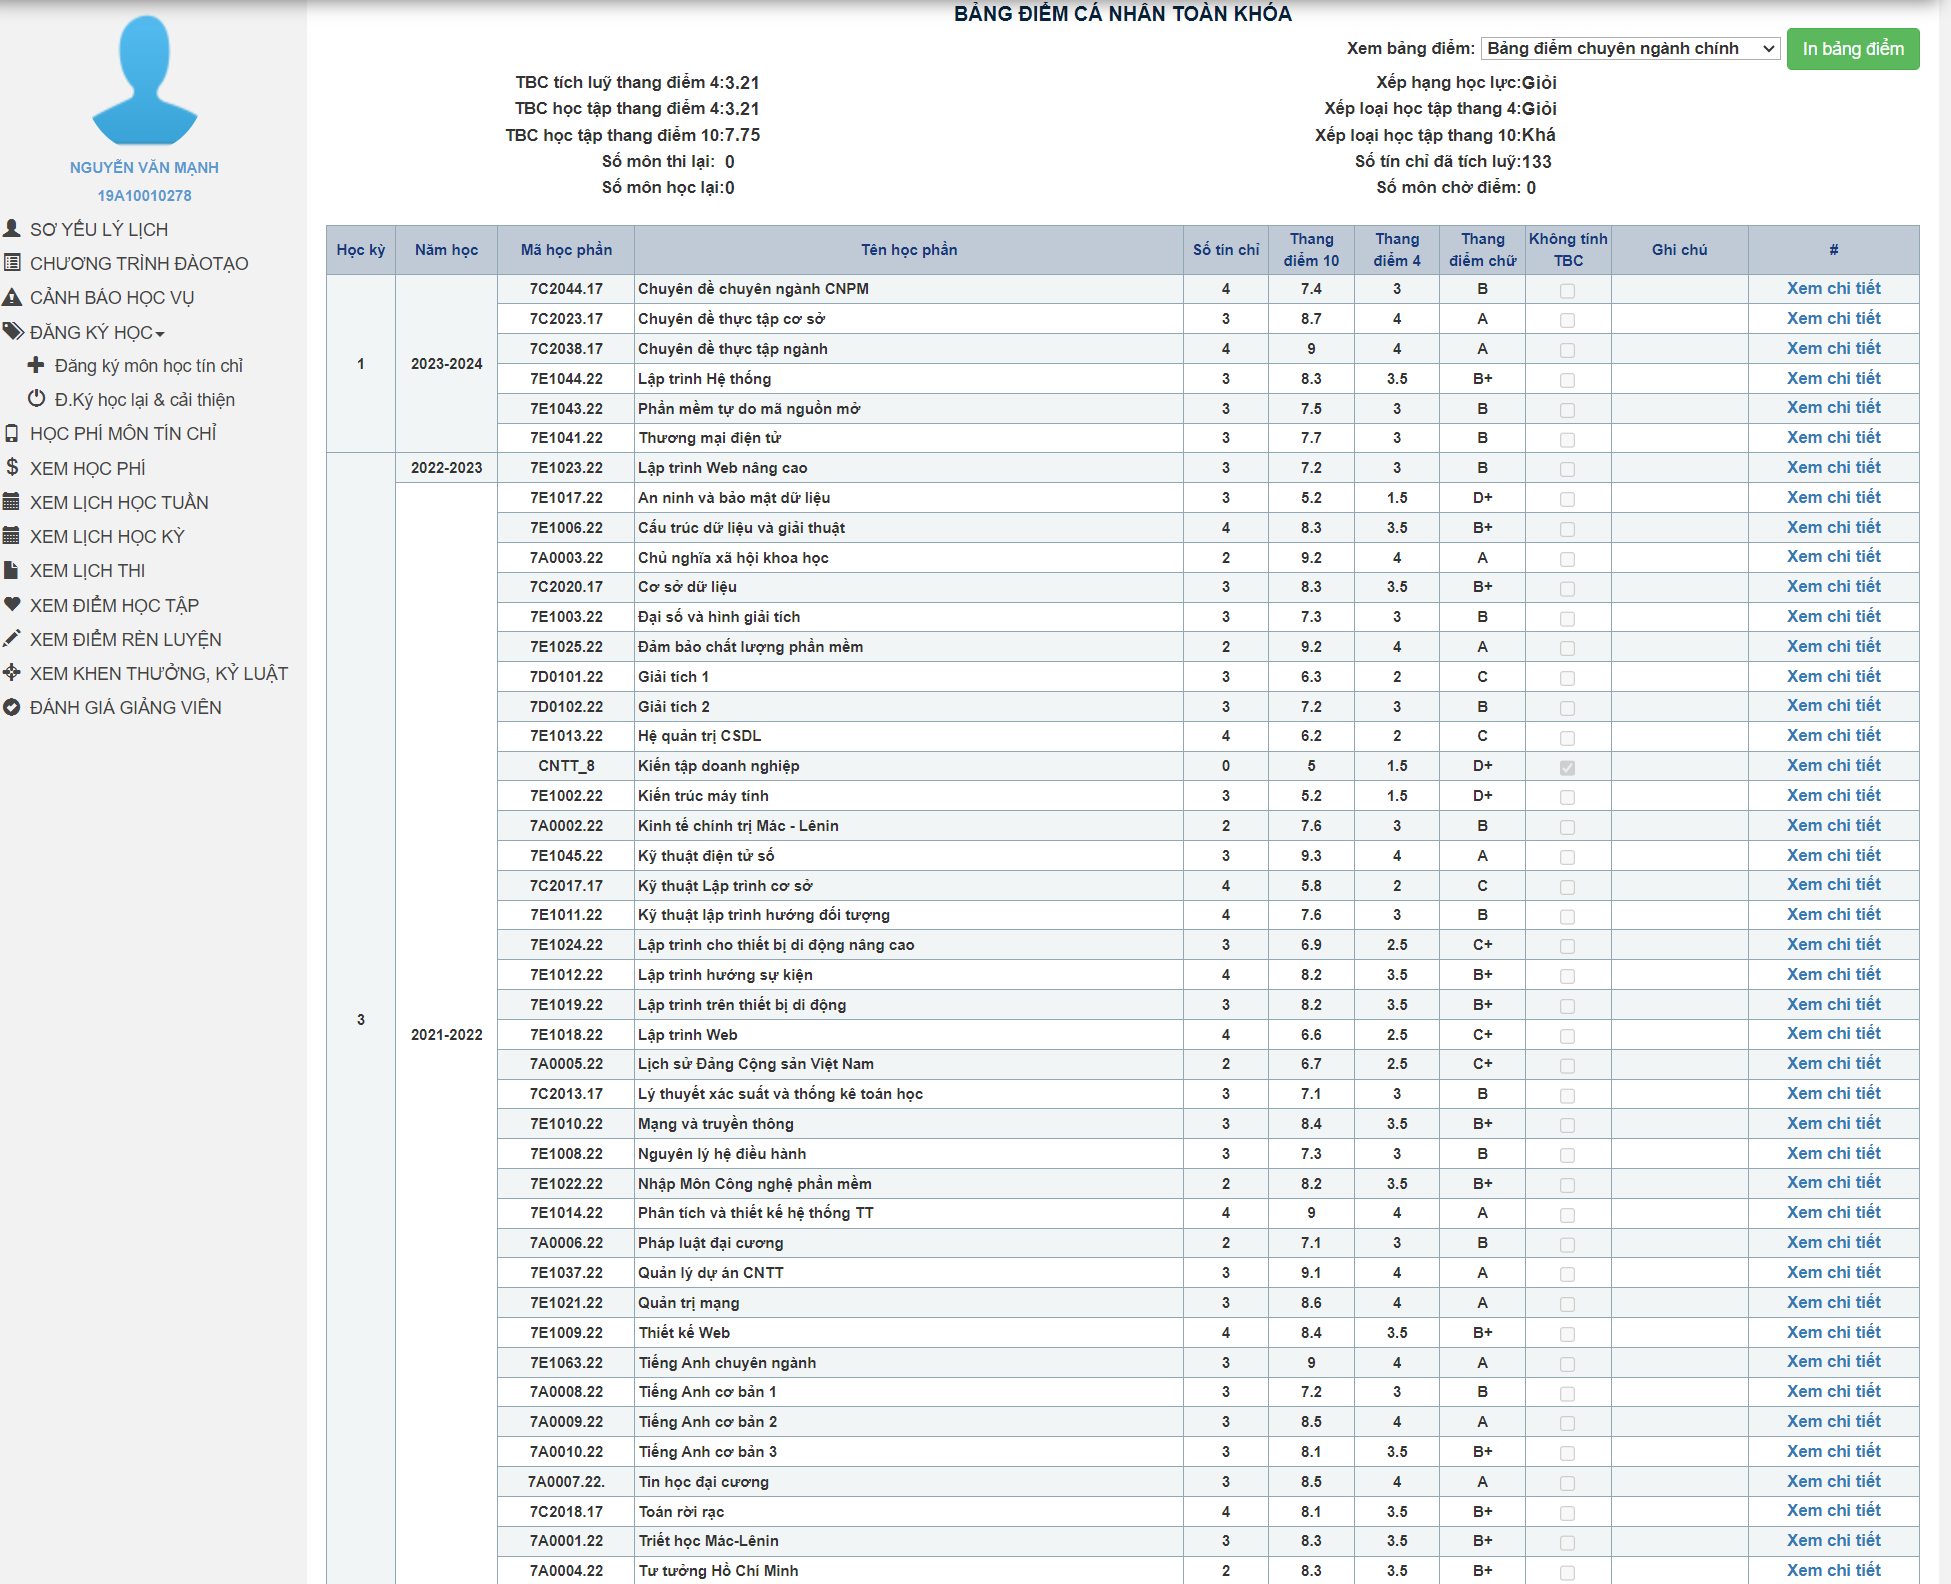 BẢNG ĐIỂM CÁ NHÂN TOÀN KHÓA
Xem bảng điểm: Bảng điểm chuyên ngành chính In bảng điểm
TBC tích luỹ thang điểm 4:3.21 Xếp hạng học lực:Giỏi
TBC học tập thang điểm 4:3.21 Xếp loại học tập thang 4:Giỏi
TBC học tập thang điểm 10:7.75 Xếp loại học tập thang 10:Khá
Số môn thi lại: 0 Số tín chỉ đã tích luỹ:133
Số môn học lại:0 Số môn chờ điểm: 0
NGUYỄN VĂN MẠNH
19A10010278
SƠ YẾU LÝ LỊCH
CHƯƠNG TRÌNH ĐÀOTẠO
CẢNH BÁO HỌC VỤ
ĐĂNG KÝ HỌC
Đăng ký môn học tín chỉ
Đ.Ký học lại & cải thiện
HỌC PHÍ MÔN TÍN CHỈ
XEM HỌC PHÍ
XEM LỊCH HỌC TUẦN
XEM LỊCH HỌC KỲ
XEM LỊCH THI
XEM ĐIỂM HỌC TẬP
XEM ĐIỂM RÈN LUYỆN
XEM KHEN THƯỞNG, KỶ LUẬT
ĐÁNH GIÁ GIẢNG VIÊN
Học kỳ Năm học Mã học phần Tên học phần Số tín chỉ Thang điểm 10 Thang điểm 4 Thang điểm chữ Không tính TBC Ghi chú #
1 2023-2024 7C2044.17 Chuyên đề chuyên ngành CNPM 4 7.4 3 B Xem chi tiết
7C2023.17 Chuyên đề thực tập cơ sở 3 8.7 4 A Xem chi tiết
7C2038.17 Chuyên đề thực tập ngành 4 9 4 A Xem chi tiết
7E1044.22 Lập trình Hệ thống 3 8.3 3.5 B+ Xem chi tiết
7E1043.22 Phần mềm tự do mã nguồn mở 3 7.5 3 B Xem chi tiết
7E1041.22 Thương mại điện tử 3 7.7 3 B Xem chi tiết
3 2022-2023 7E1023.22 Lập trình Web nâng cao 3 7.2 3 B Xem chi tiết
2021-2022 7E1017.22 An ninh và bảo mật dữ liệu 3 5.2 1.5 D+ Xem chi tiết
7E1006.22 Cấu trúc dữ liệu và giải thuật 4 8.3 3.5 B+ Xem chi tiết
7A0003.22 Chủ nghĩa xã hội khoa học 2 9.2 4 A Xem chi tiết
7C2020.17 Cơ sở dữ liệu 3 8.3 3.5 B+ Xem chi tiết
7E1003.22 Đại số và hình giải tích 3 7.3 3 B Xem chi tiết
7E1025.22 Đảm bảo chất lượng phần mềm 2 9.2 4 A Xem chi tiết
7D0101.22 Giải tích 1 3 6.3 2 C Xem chi tiết
7D0102.22 Giải tích 2 3 7.2 3 B Xem chi tiết
7E1013.22 Hệ quản trị CSDL 4 6.2 2 C Xem chi tiết
CNTT_8 Kiến tập doanh nghiệp 0 5 1.5 D+ Xem chi tiết
7E1002.22 Kiến trúc máy tính 3 5.2 1.5 D+ Xem chi tiết
7A0002.22 Kinh tế chính trị Mác - Lênin 2 7.6 3 B Xem chi tiết
7E1045.22 Kỹ thuật điện tử số 3 9.3 4 A Xem chi tiết
7C2017.17 Kỹ thuật Lập trình cơ sở 4 5.8 2 C Xem chi tiết
7E1011.22 Kỹ thuật lập trình hướng đối tượng 4 7.6 3 B Xem chi tiết
7E1024.22 Lập trình cho thiết bị di động nâng cao 3 6.9 2.5 C+ Xem chi tiết
7E1012.22 Lập trình hướng sự kiện 4 8.2 3.5 B+ Xem chi tiết
7E1019.22 Lập trình trên thiết bị di động 3 8.2 3.5 B+ Xem chi tiết
7E1018.22 Lập trình Web 4 6.6 2.5 C+ Xem chi tiết
7A0005.22 Lịch sử Đảng Cộng sản Việt Nam 2 6.7 2.5 C+ Xem chi tiết
7C2013.17 Lý thuyết xác suất và thống kê toán học 3 7.1 3 B Xem chi tiết
7E1010.22 Mạng và truyền thông 3 8.4 3.5 B+ Xem chi tiết
7E1008.22 Nguyên lý hệ điều hành 3 7.3 3 B Xem chi tiết
7E1022.22 Nhập Môn Công nghệ phần mềm 2 8.2 3.5 B+ Xem chi tiết
7E1014.22 Phân tích và thiết kế hệ thống TT 4 9 4 A Xem chi tiết
7A0006.22 Pháp luật đại cương 2 7.1 3 B Xem chi tiết
7E1037.22 Quản lý dự án CNTT 3 9.1 4 A Xem chi tiết
7E1021.22 Quản trị mạng 3 8.6 4 A Xem chi tiết
7E1009.22 Thiết kế Web 4 8.4 3.5 B+ Xem chi tiết
7E1063.22 Tiếng Anh chuyên ngành 3 9 4 A Xem chi tiết
7A0008.22 Tiếng Anh cơ bản 1 3 7.2 3 B Xem chi tiết
7A0009.22 Tiếng Anh cơ bản 2 3 8.5 4 A Xem chi tiết
7A0010.22 Tiếng Anh cơ bản 3 3 8.1 3.5 B+ Xem chi tiết
7A0007.22. Tin học đại cương 3 8.5 4 A Xem chi tiết
7C2018.17 Toán rời rạc 4 8.1 3.5 B+ Xem chi tiết
7A0001.22 Triết học Mác-Lênin 3 8.3 3.5 B+ Xem chi tiết
7A0004.22 Tư tưởng Hồ Chí Minh 2 8.3 3.5 B+ Xem chi tiết